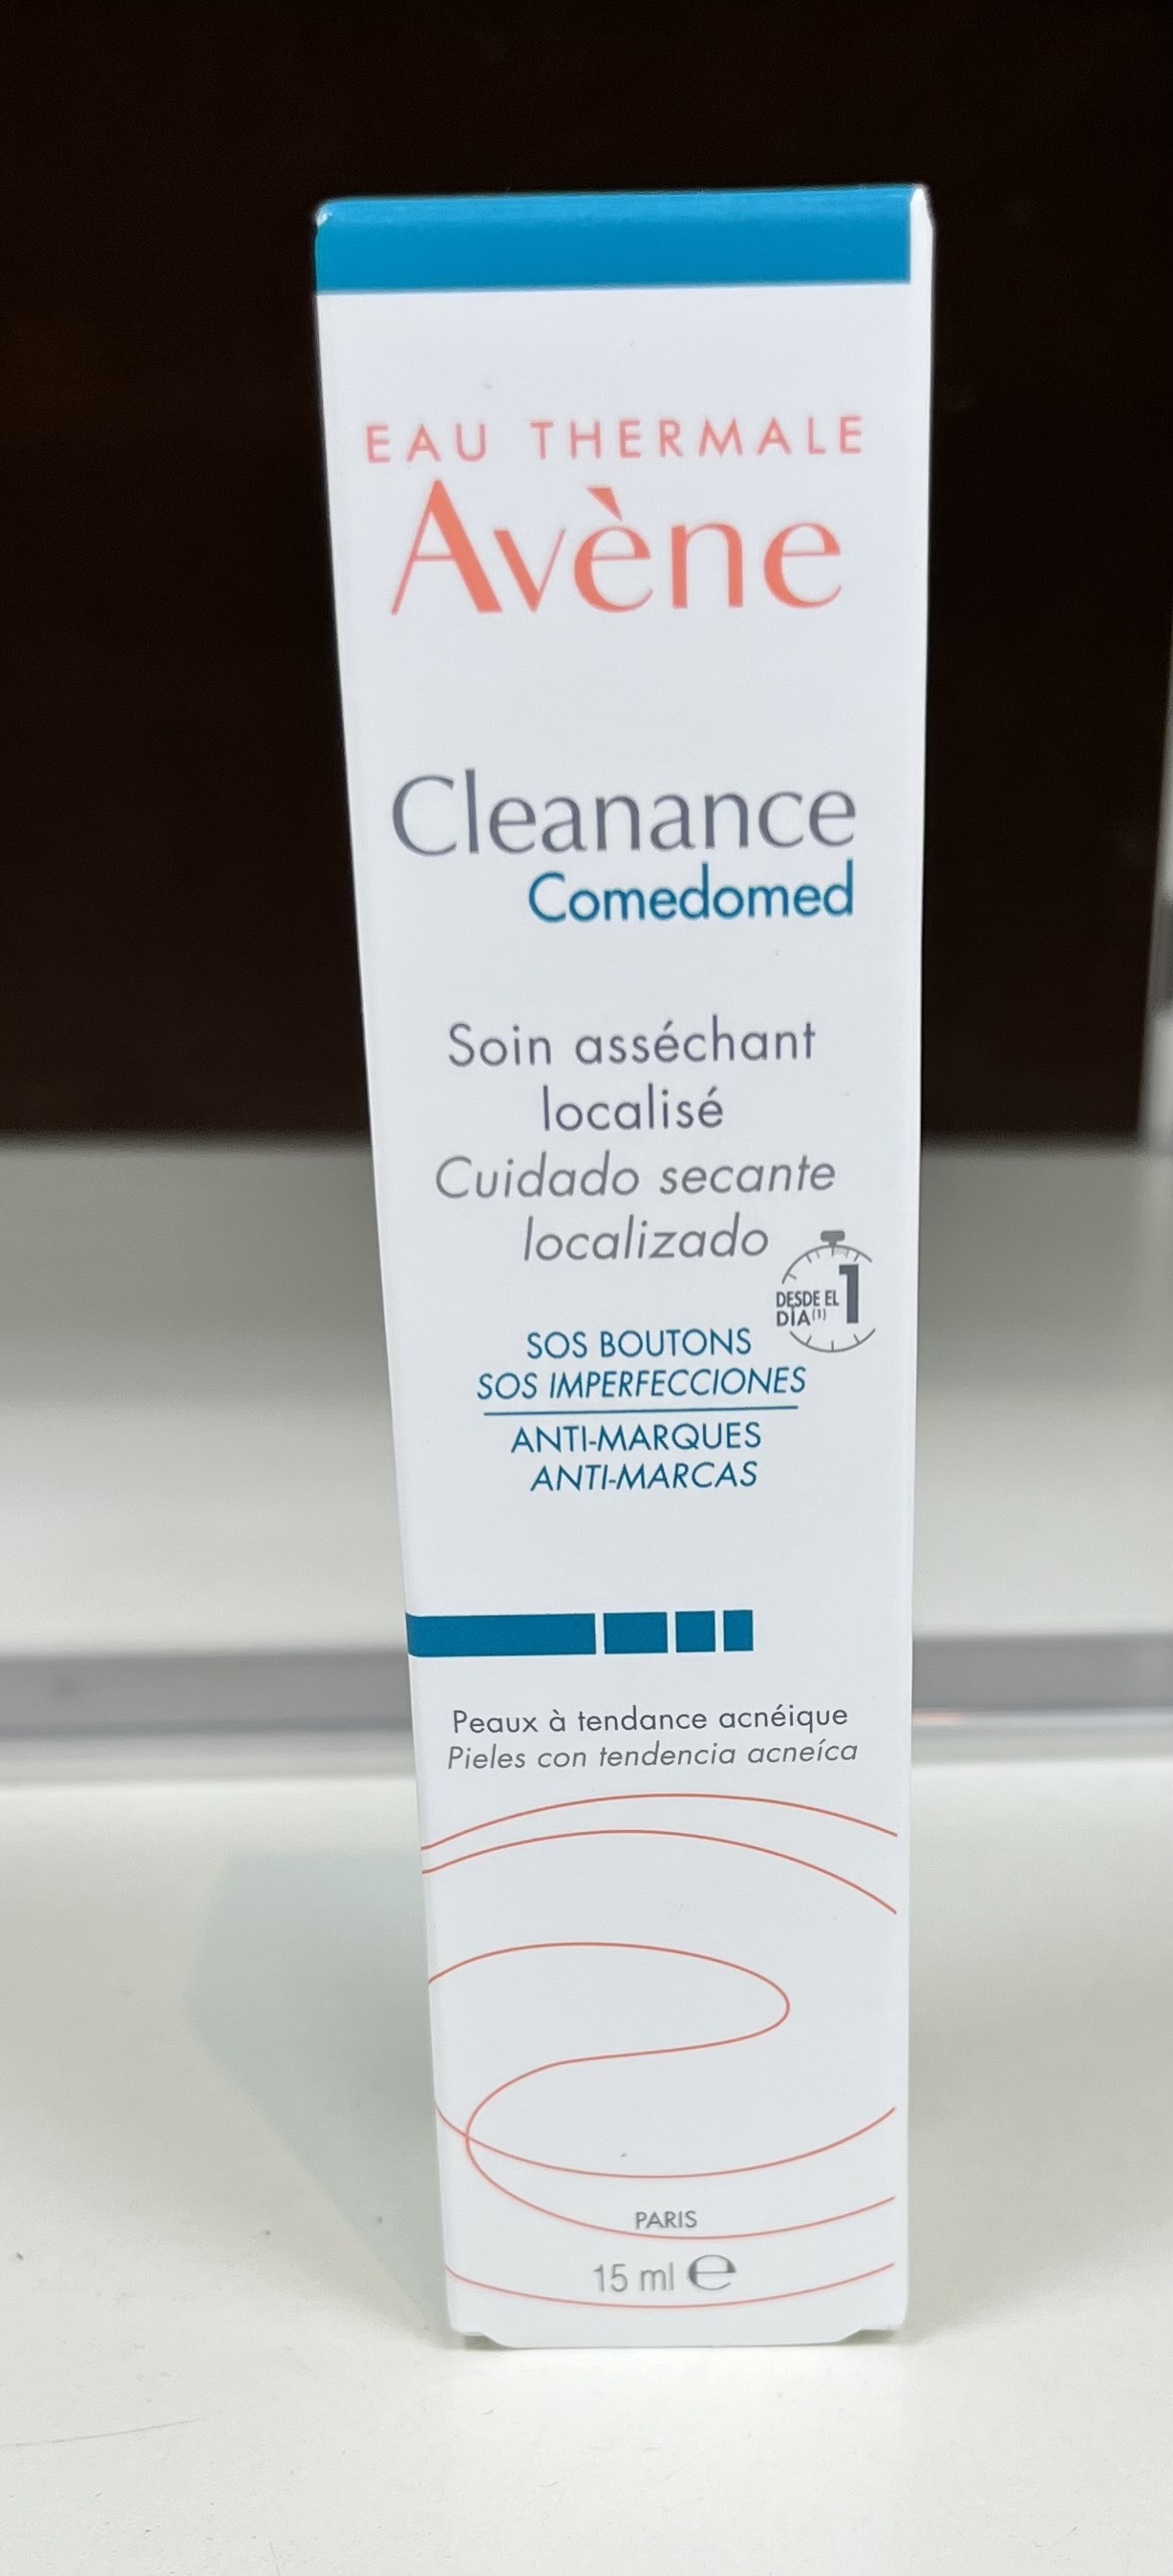 EAU THERMALE
Avène
Cleanance
Comedomed
Soin asséchant
localisé
Cuidado secante
localizado
DESDE EL
DÍA(1) 1
SOS BOUTONS
SOS IMPERFECCIONES
ANTI-MARQUES
ANTI-MARCAS
Peaux à tendance acnéique
Pieles con tendencia acneíca
PARIS
15 ml ℮